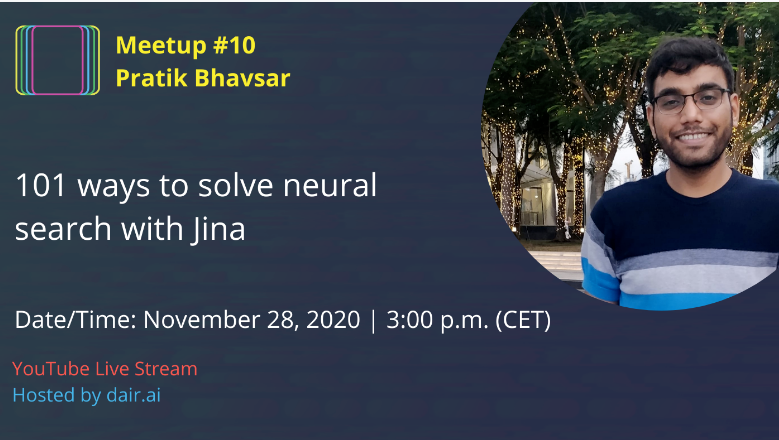 Meetup #10
Pratik Bhavsar
101 ways to solve neural
search with Jina
Date/Time: November 28, 2020 | 3:00 p.m. (CET)
YouTube Live Stream
Hosted by dair.ai